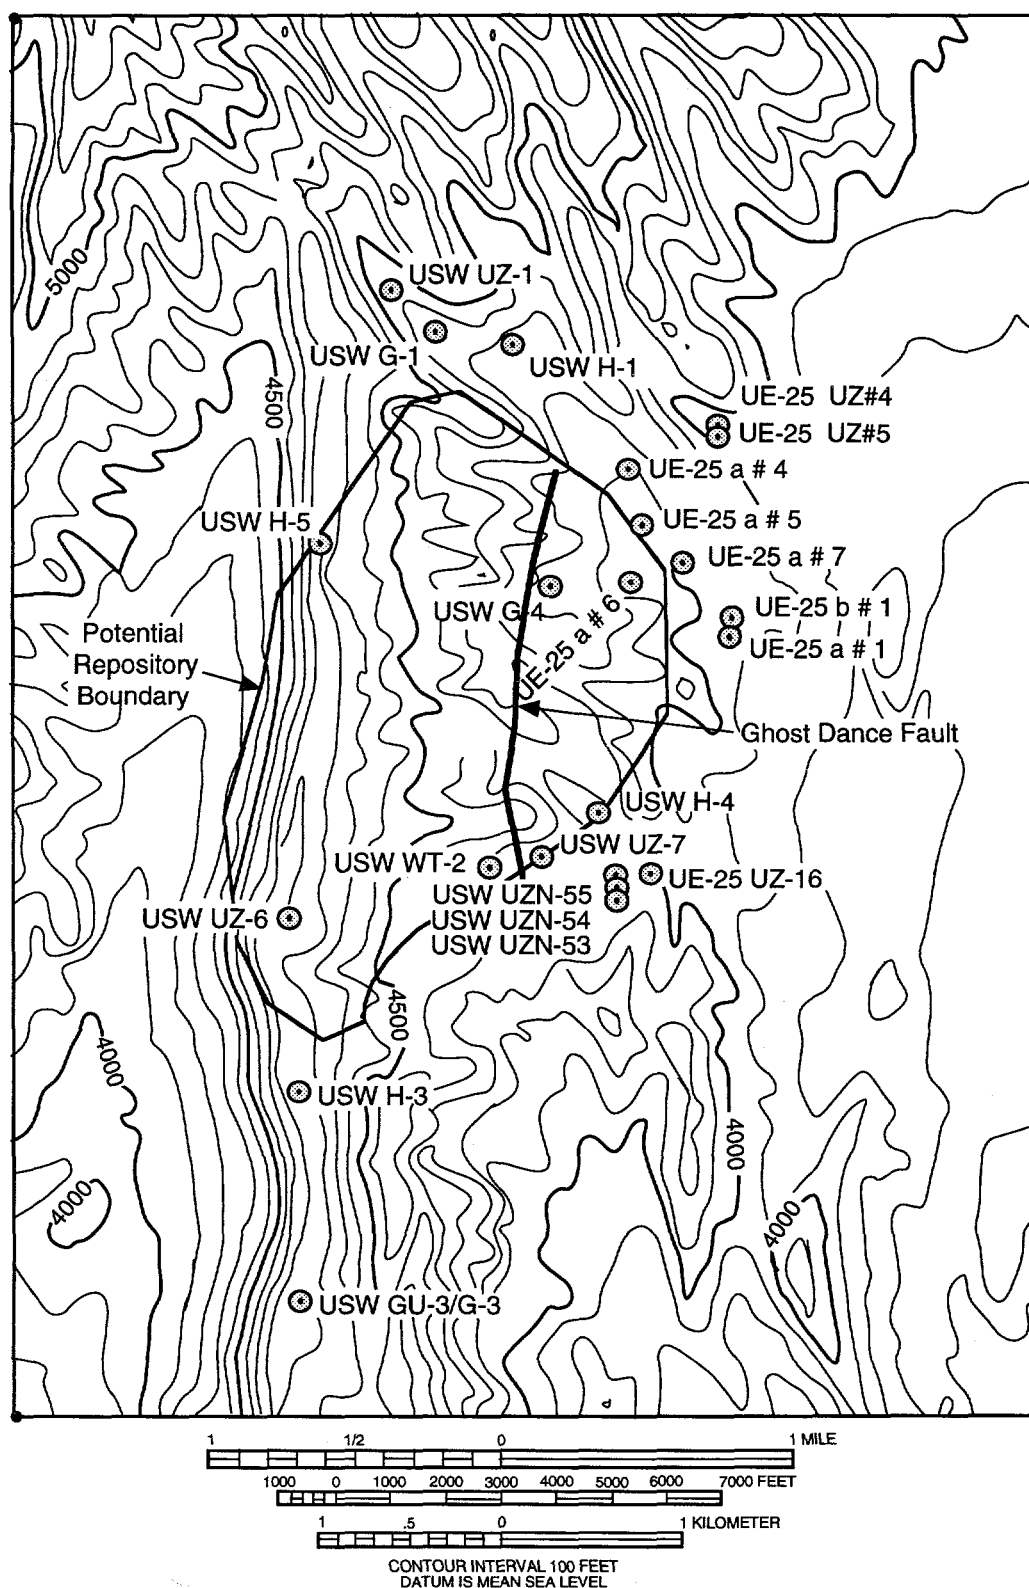 5000
USW UZ-1
USW G-1
USW H-1
4500
UE-25 UZ#4
UE-25 UZ#5
UE-25 a # 4
USW H-5
UE-25 a # 5
UE-25 a # 7
USW G-4
UE-25 a # 6
UE-25 b # 1
UE-25 a # 1
Potential
Repository
Boundary
Ghost Dance Fault
USW H-4
USW UZ-7
USW WT-2
UE-25 UZ-16
USW UZN-55
USW UZ-6
USW UZN-54
USW UZN-53
4500
4000
USW H-3
4000
4000
4000
USW GU-3/G-3
1 1/2 0 1 MILE
1000 0 1000 2000 3000 4000 5000 6000 7000 FEET
1 .5 0 1 KILOMETER
CONTOUR INTERVAL 100 FEET
DATUM IS MEAN SEA LEVEL